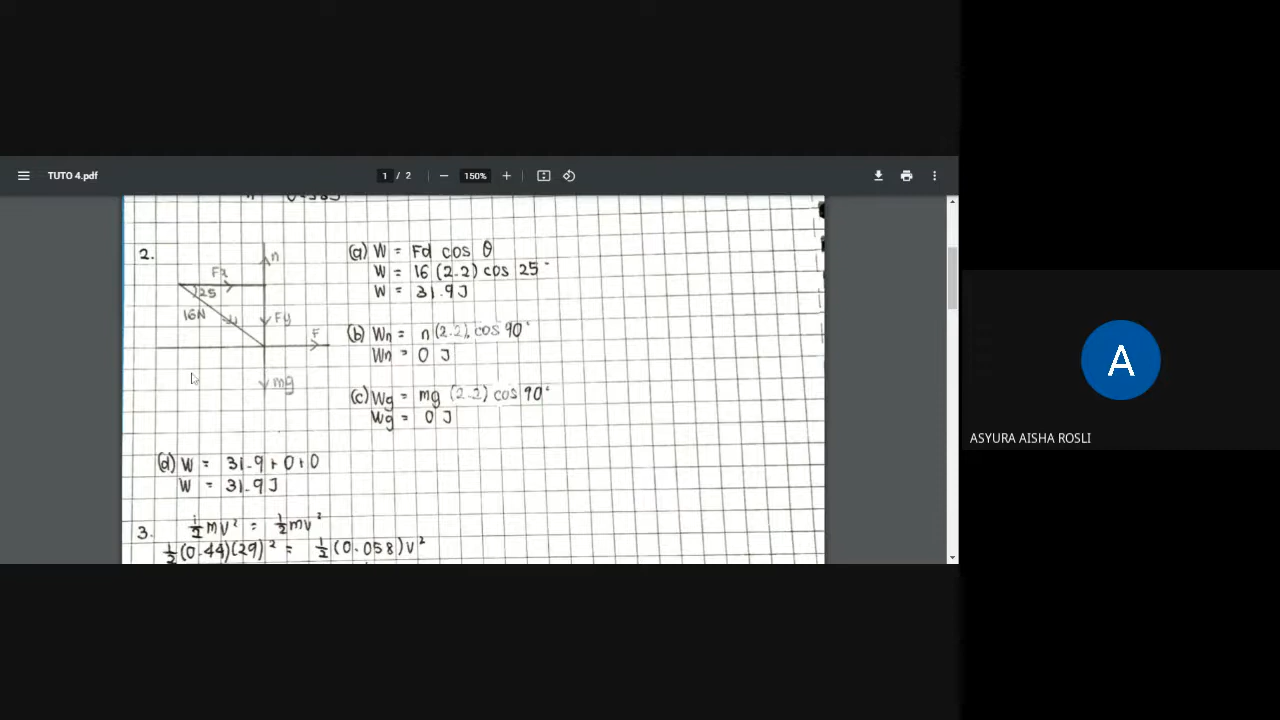 TUTO 4.pdf
1 / 2
150%
2.
n
Fx
25
16N
Fy
F
mg
(a) W = Fd cos θ
W = 16 (2.2) cos 25°
W = 31.9 J
(b) Wn = n (2.2) cos 90°
Wn = 0 J
(c) Wg = mg (2.2) cos 90°
Wg = 0 J
(d) W = 31.9 + 0 + 0
W = 31.9 J
3. ½mv² = ½mv²
½(0.44)(29)² = ½(0.058)v²
A
ASYURA AISHA ROSLI